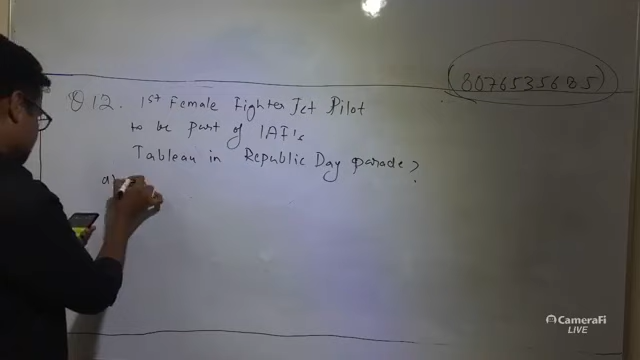 8076535685
Q 12. 1st Female Fighter Jet Pilot
to be part of IAF's
Tableau in Republic Day parade?
a)
CameraFi
LIVE